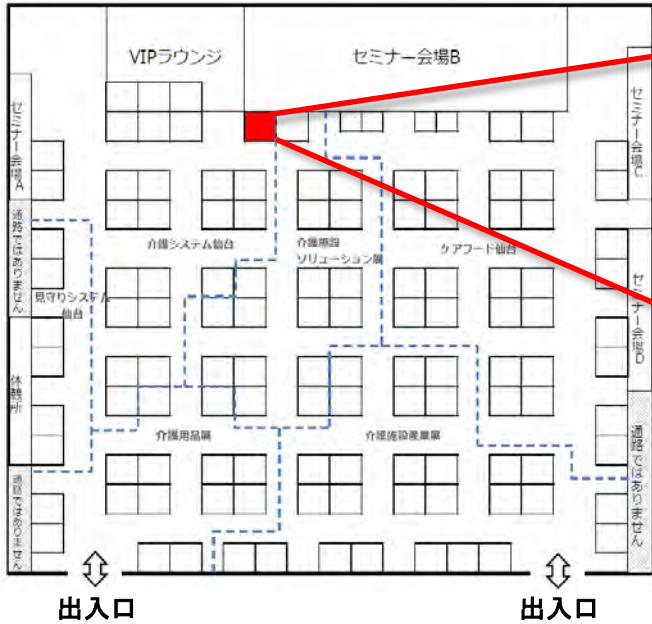 VIPラウンジ
セミナー会場B
セミナー会場A
セミナー会場C
通路ではありません
介護システム仙台
介護施設
ソリューション展
ケアフード仙台
見守りシステム
仙台
セミナー会場D
休憩所
介護用品展
介護施設産業展
通路ではありません
通路ではありません
出入口
出入口